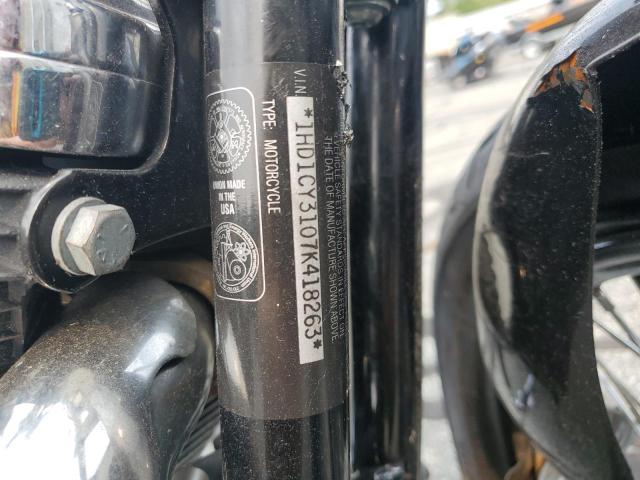 V.I.N.
*1HD1CY3107K418263*
VEHICLE SAFETY STANDARDS IN EFFECT ON
THE DATE OF MANUFACTURE SHOWN ABOVE.
TYPE: MOTORCYCLE
UNION MADE
IN THE
USA